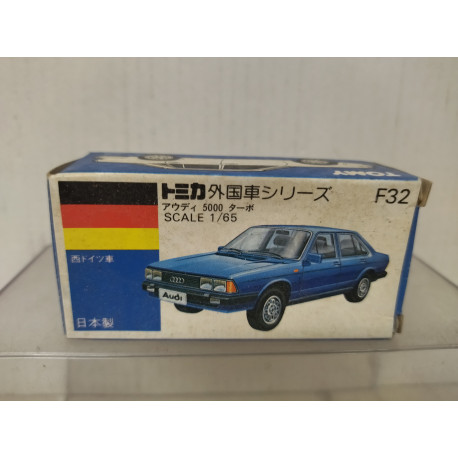 TOMY
トミカ 外国車シリーズ F32
アウディ 5000 ターボ
SCALE 1/65
西ドイツ車
Audi
日本製